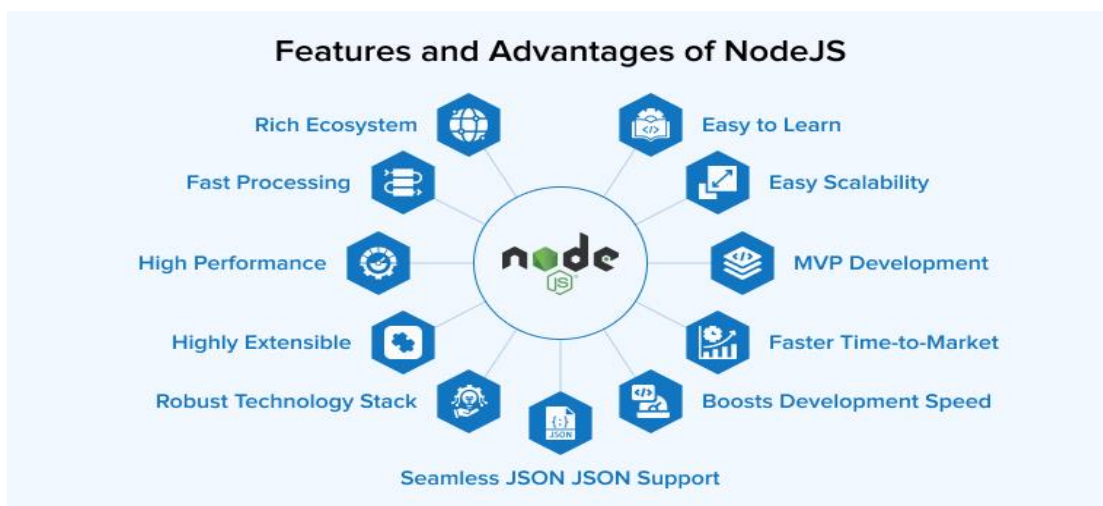 Features and Advantages of NodeJS
Rich Ecosystem
Easy to Learn
Fast Processing
Easy Scalability
High Performance
node
JS
MVP Development
Highly Extensible
Faster Time-to-Market
Robust Technology Stack
Boosts Development Speed
{:}
JSON
Seamless JSON JSON Support